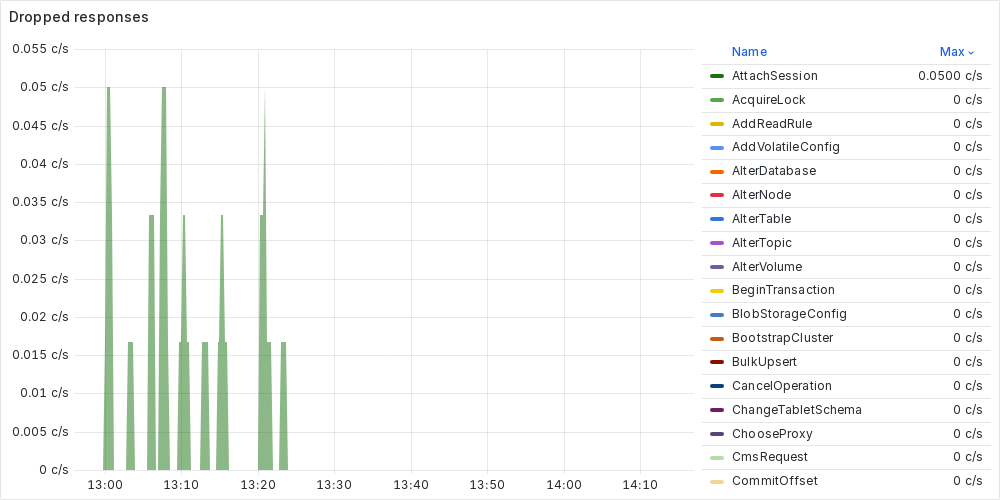 Dropped responses
0.055 c/s
0.05 c/s
0.045 c/s
0.04 c/s
0.035 c/s
0.03 c/s
0.025 c/s
0.02 c/s
0.015 c/s
0.01 c/s
0.005 c/s
0 c/s
13:00 13:10 13:20 13:30 13:40 13:50 14:00 14:10
Name Max
AttachSession 0.0500 c/s
AcquireLock 0 c/s
AddReadRule 0 c/s
AddVolatileConfig 0 c/s
AlterDatabase 0 c/s
AlterNode 0 c/s
AlterTable 0 c/s
AlterTopic 0 c/s
AlterVolume 0 c/s
BeginTransaction 0 c/s
BlobStorageConfig 0 c/s
BootstrapCluster 0 c/s
BulkUpsert 0 c/s
CancelOperation 0 c/s
ChangeTabletSchema 0 c/s
ChooseProxy 0 c/s
CmsRequest 0 c/s
CommitOffset 0 c/s